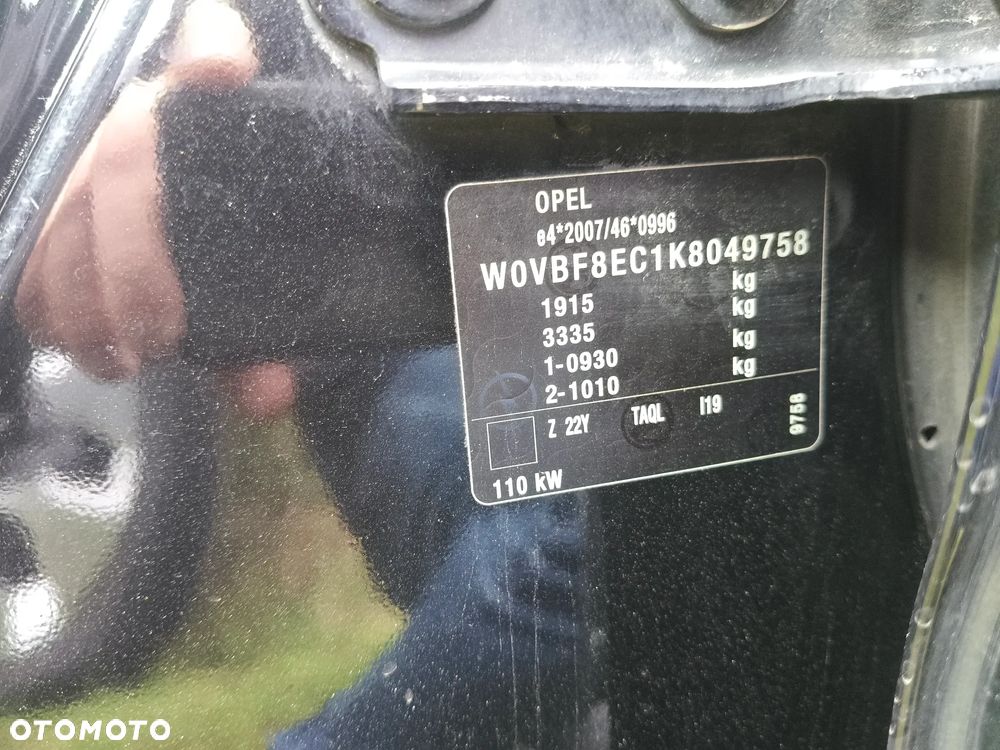 OPEL
e4*2007/46*0996
W0VBF8EC1K8049758
1915 kg
3335 kg
1-0930 kg
2-1010 kg
Z 22Y TAQL I19 9758
110 kW
OTOMOTO